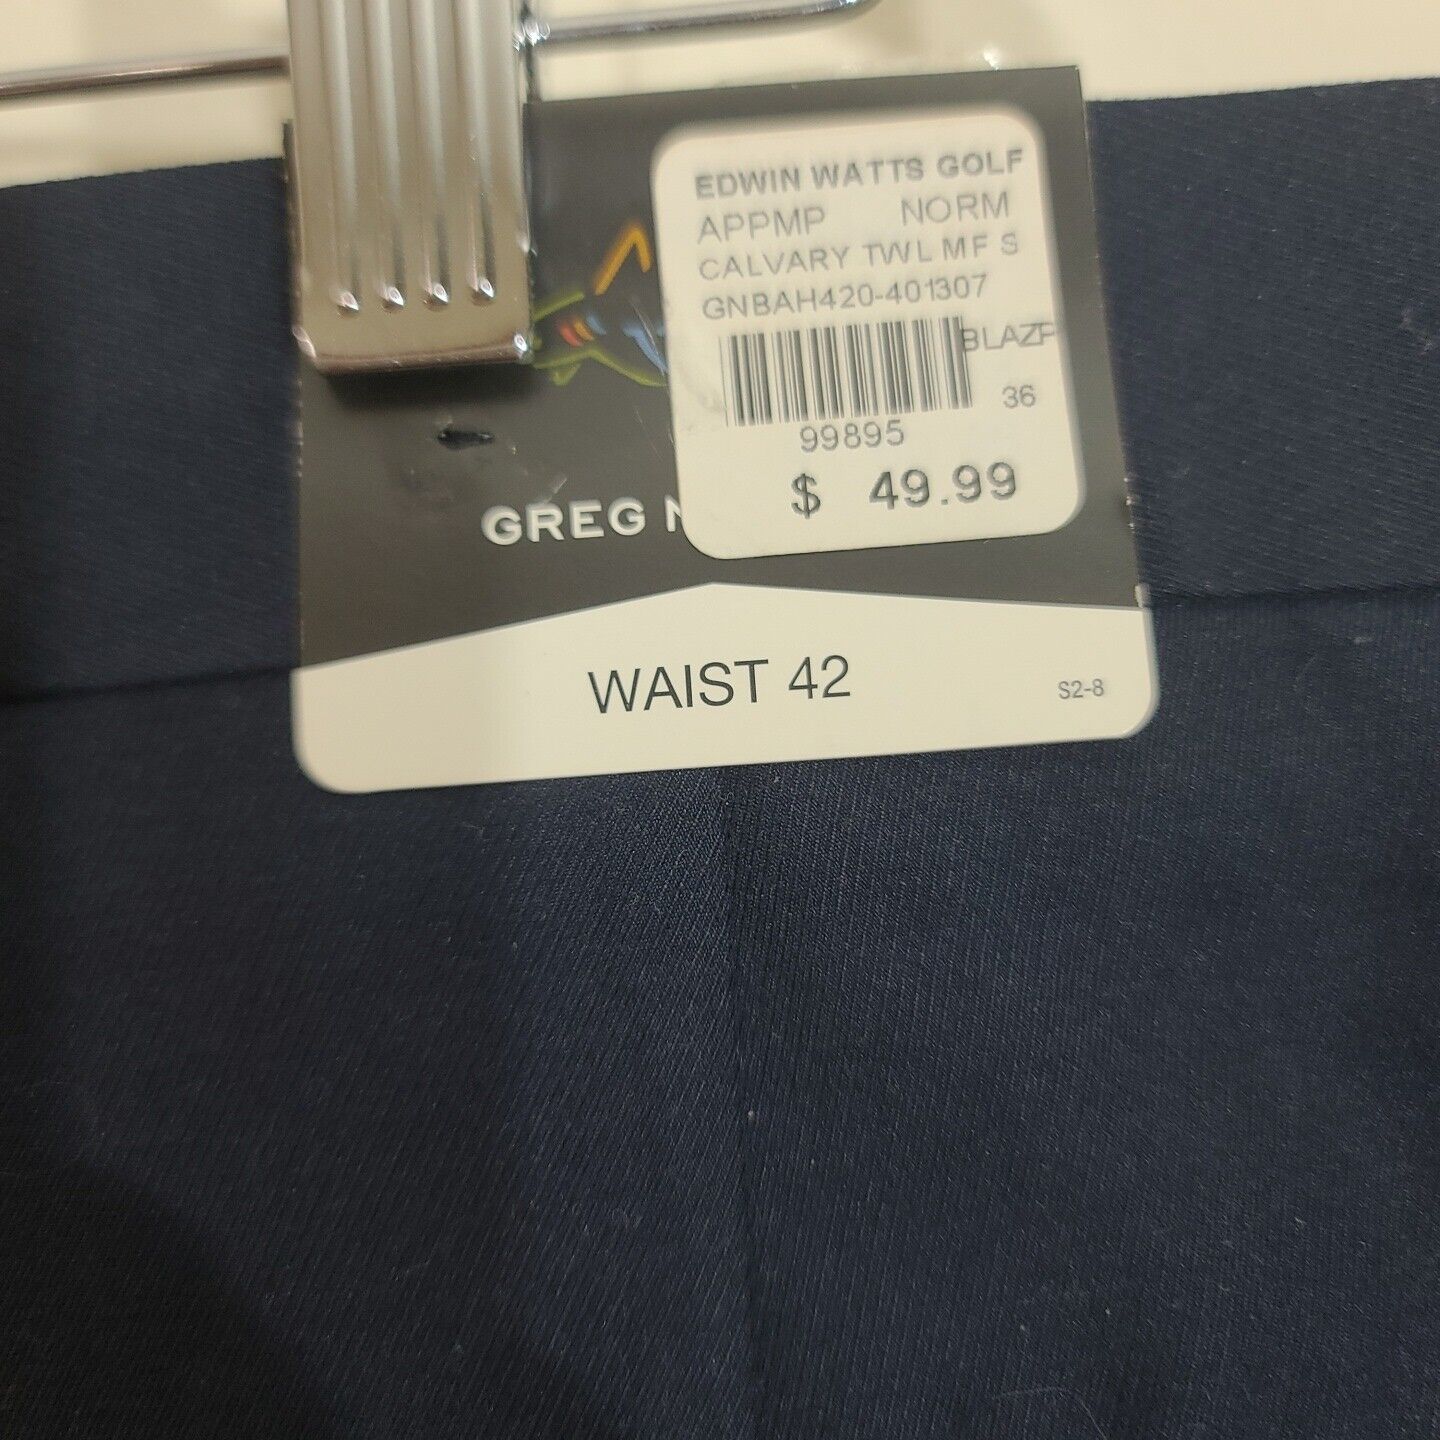 EDWIN WATTS GOLF
APPMP NORM
CALVARY TWL MF S
GNBAH420-401307
BLAZP
36
99895
$ 49.99
GREG
WAIST 42
S2-8